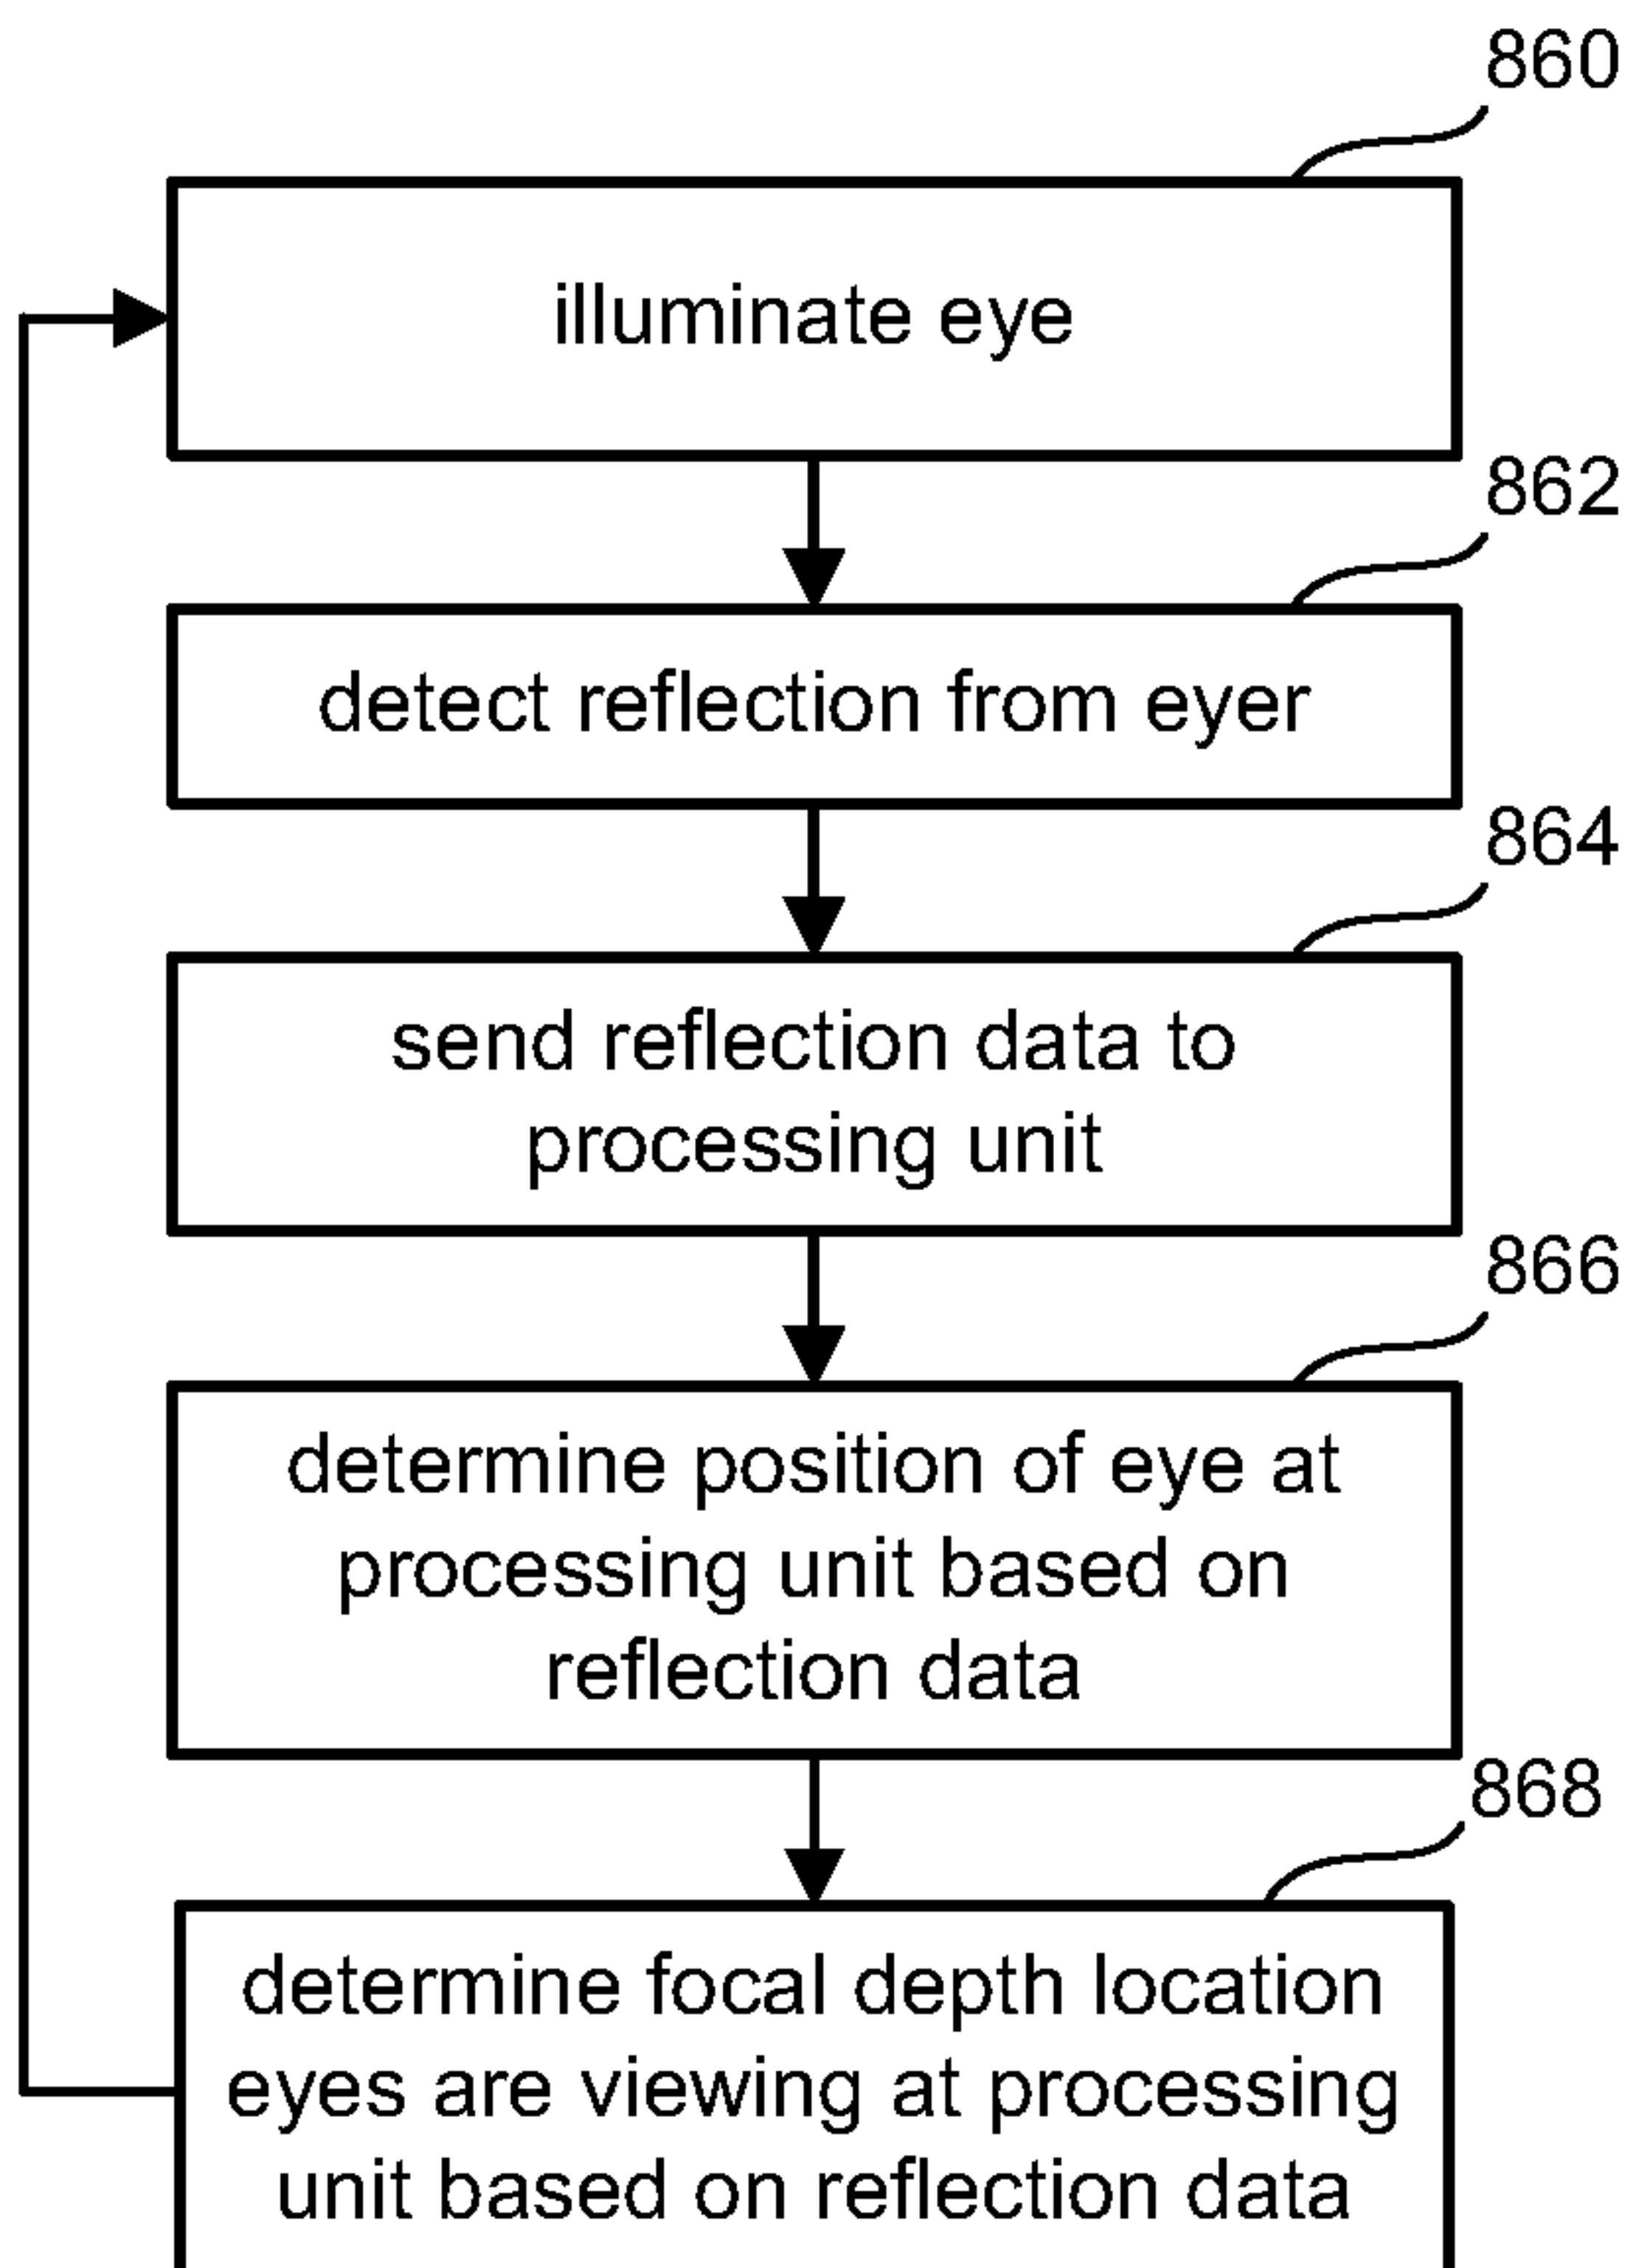 860
illuminate eye
862
detect reflection from eyer
864
send reflection data to
processing unit
866
determine position of eye at
processing unit based on
reflection data
868
determine focal depth location
eyes are viewing at processing
unit based on reflection data